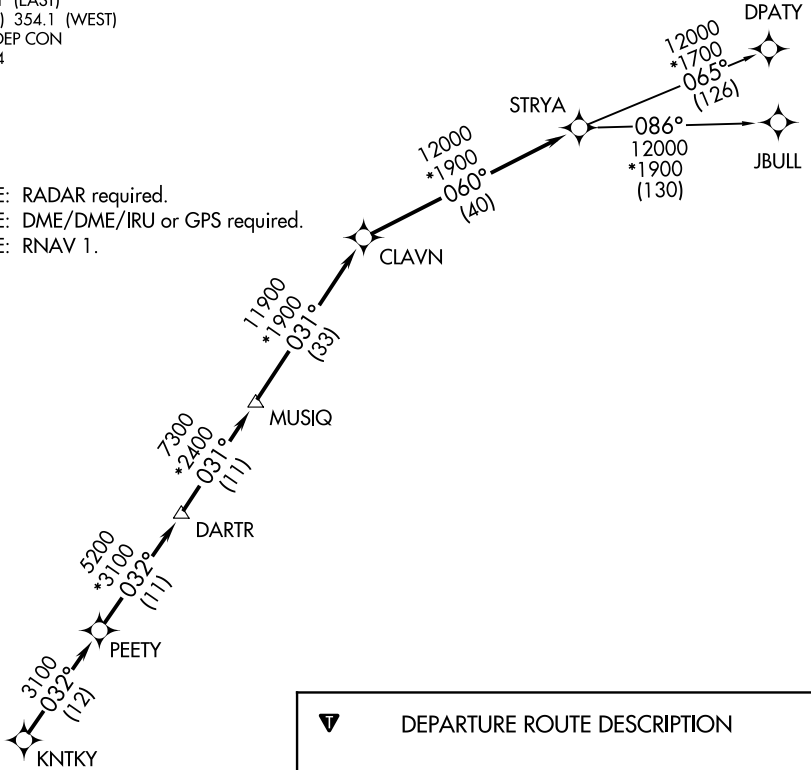 (EAST)
) 354.1 (WEST)
DEP CON
4
E: RADAR required.
E: DME/DME/IRU or GPS required.
E: RNAV 1.
DPATY
12000
*1700
065°
(126)
STRYA
086°
12000
*1900
(130)
JBULL
12000
*1900
060°
(40)
CLAVN
11900
*1900
031°
(33)
MUSIQ
7300
*2400
031°
(11)
DARTR
5200
*3100
032°
(11)
PEETY
3100
032°
(12)
KNTKY
T DEPARTURE ROUTE DESCRIPTION